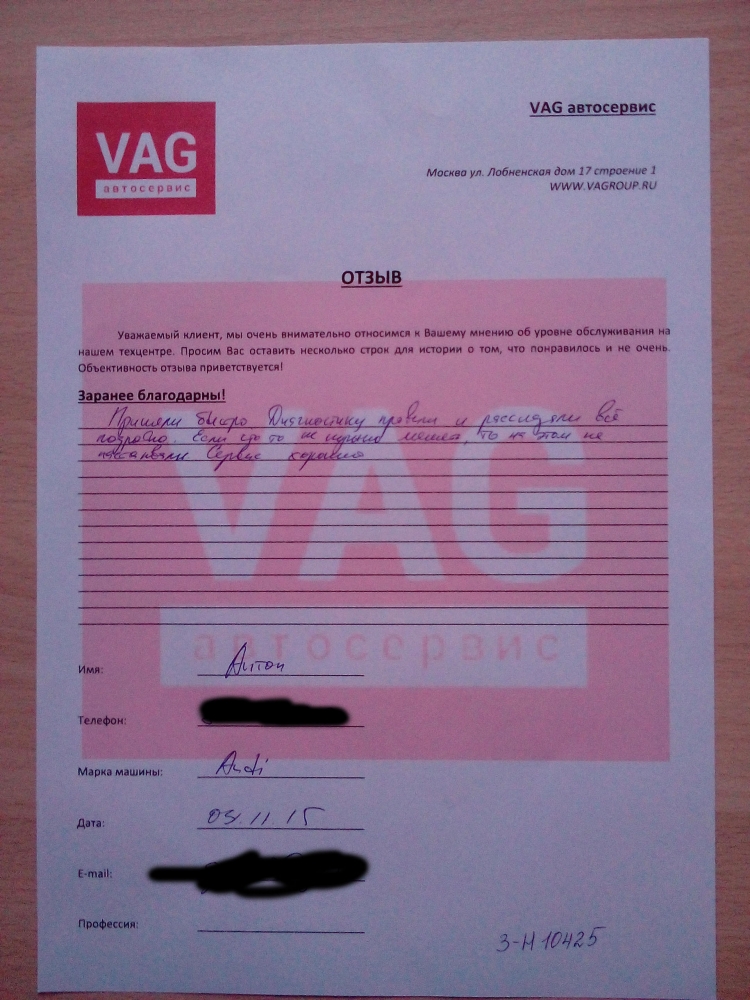 VAG
автосервис
VAG автосервис
Москва ул. Лобненская дом 17 строение 1
WWW.VAGROUP.RU
ОТЗЫВ
Уважаемый клиент, мы очень внимательно относимся к Вашему мнению об уровне обслуживания на
нашем техцентре. Просим Вас оставить несколько строк для истории о том, что понравилось и не очень.
Объективность отзыва приветствуется!
Заранее благодарны!
Приняли быстро Диагностику провели и рассказали всё
подробно. Если что то не нужно менять, то на этом не
настаивали Сервис хороший
VAG
автосервис
Имя: Антон
Телефон:
Марка машины: Audi
Дата: 03.11.15
E-mail:
Профессия:
З-Н 10425